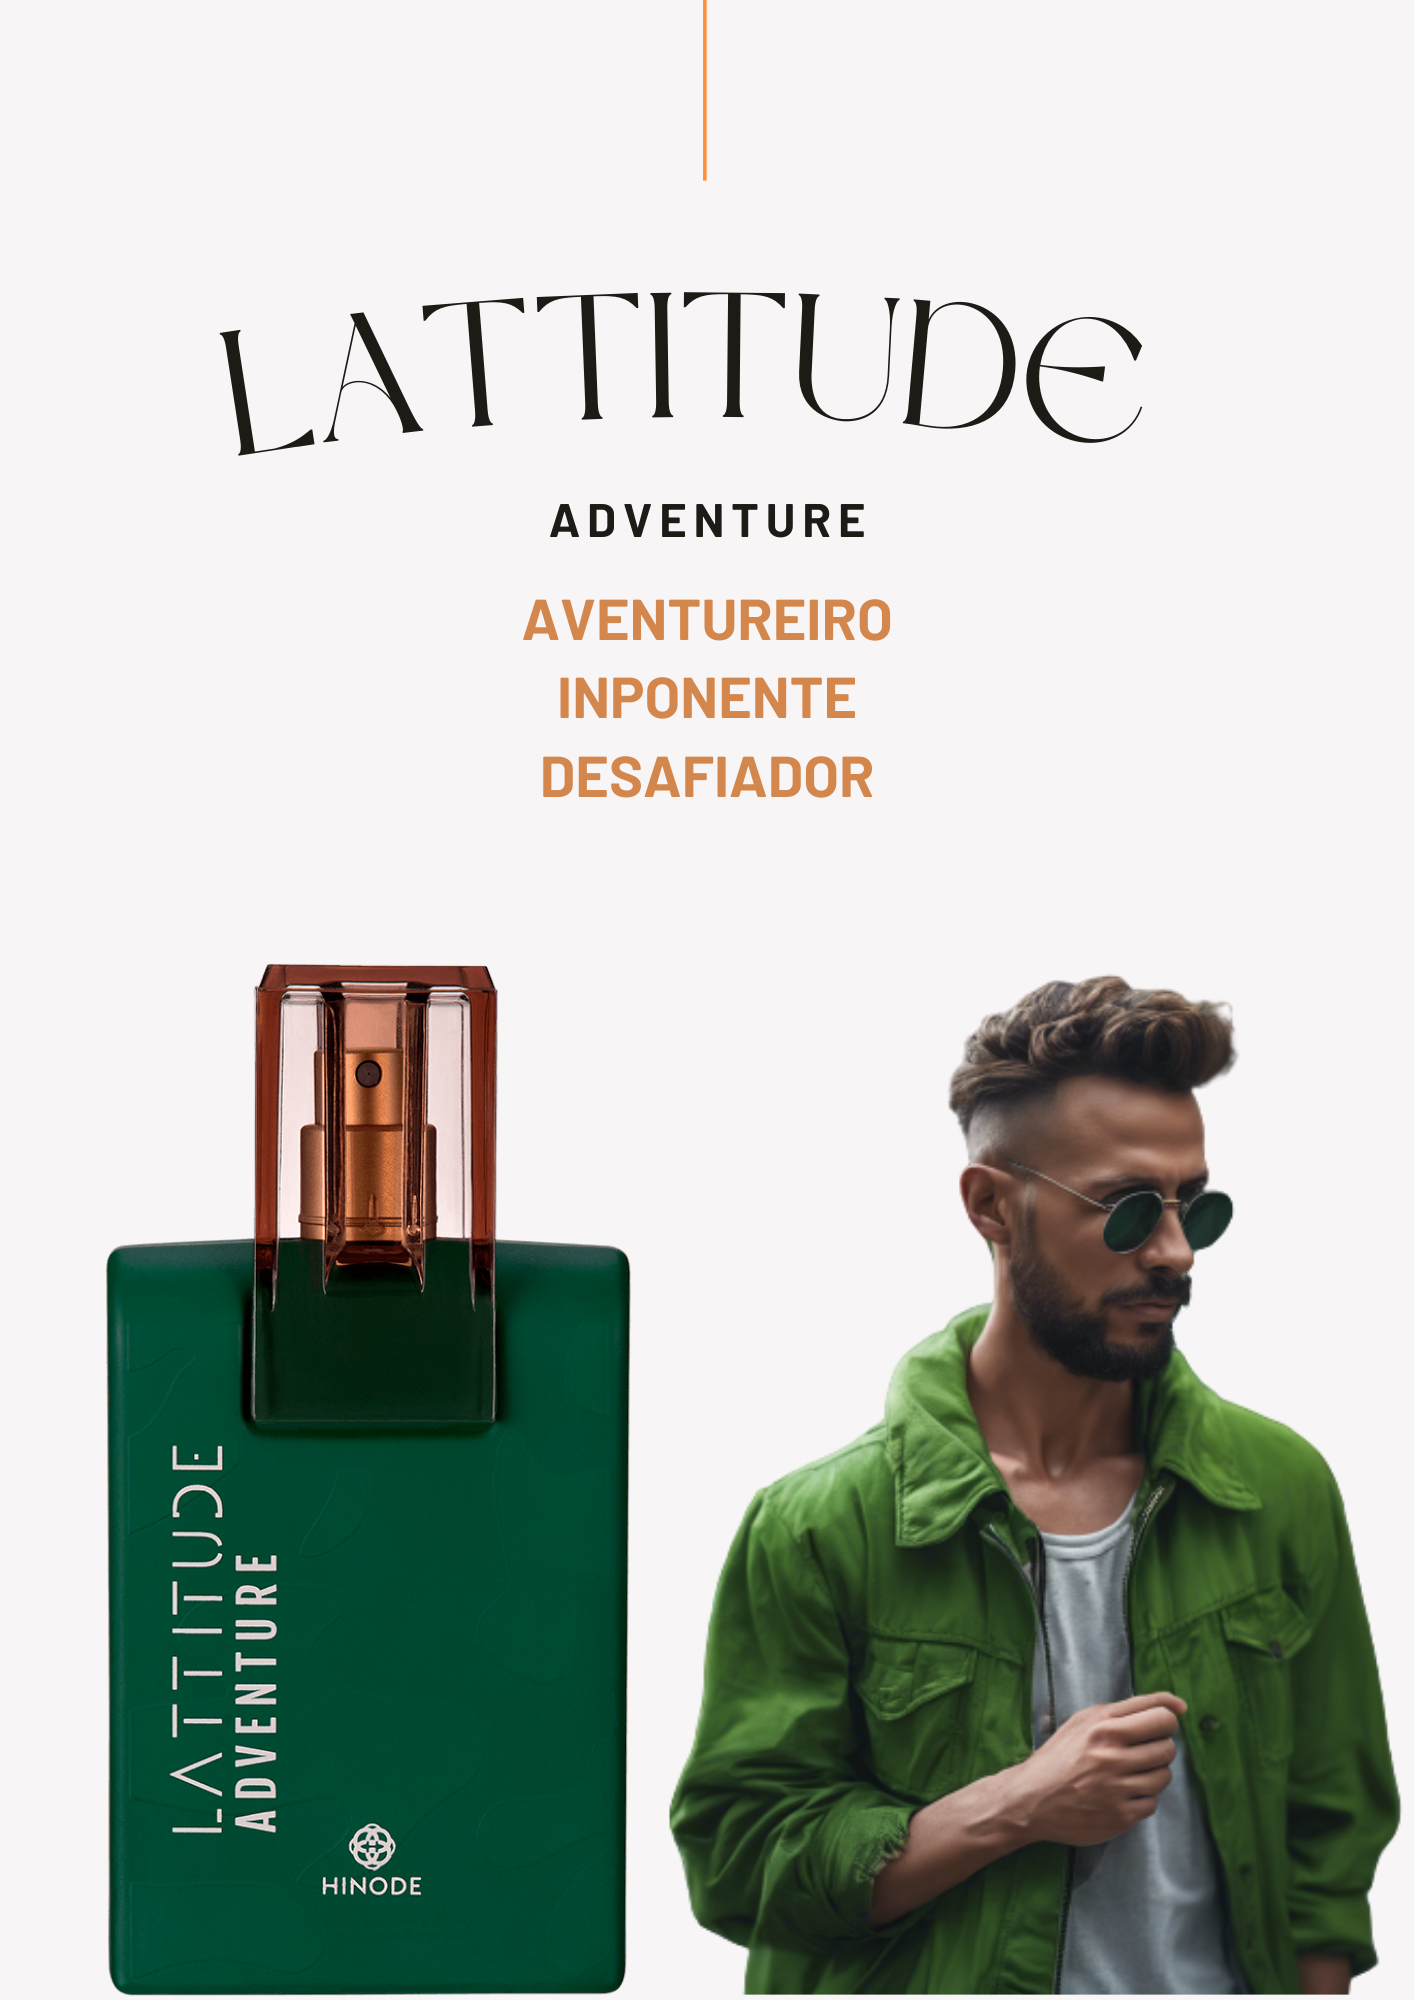 LATTITUDE
ADVENTURE
AVENTUREIRO
INPONENTE
DESAFIADOR
LATTITUDE
ADVENTURE
HINODE